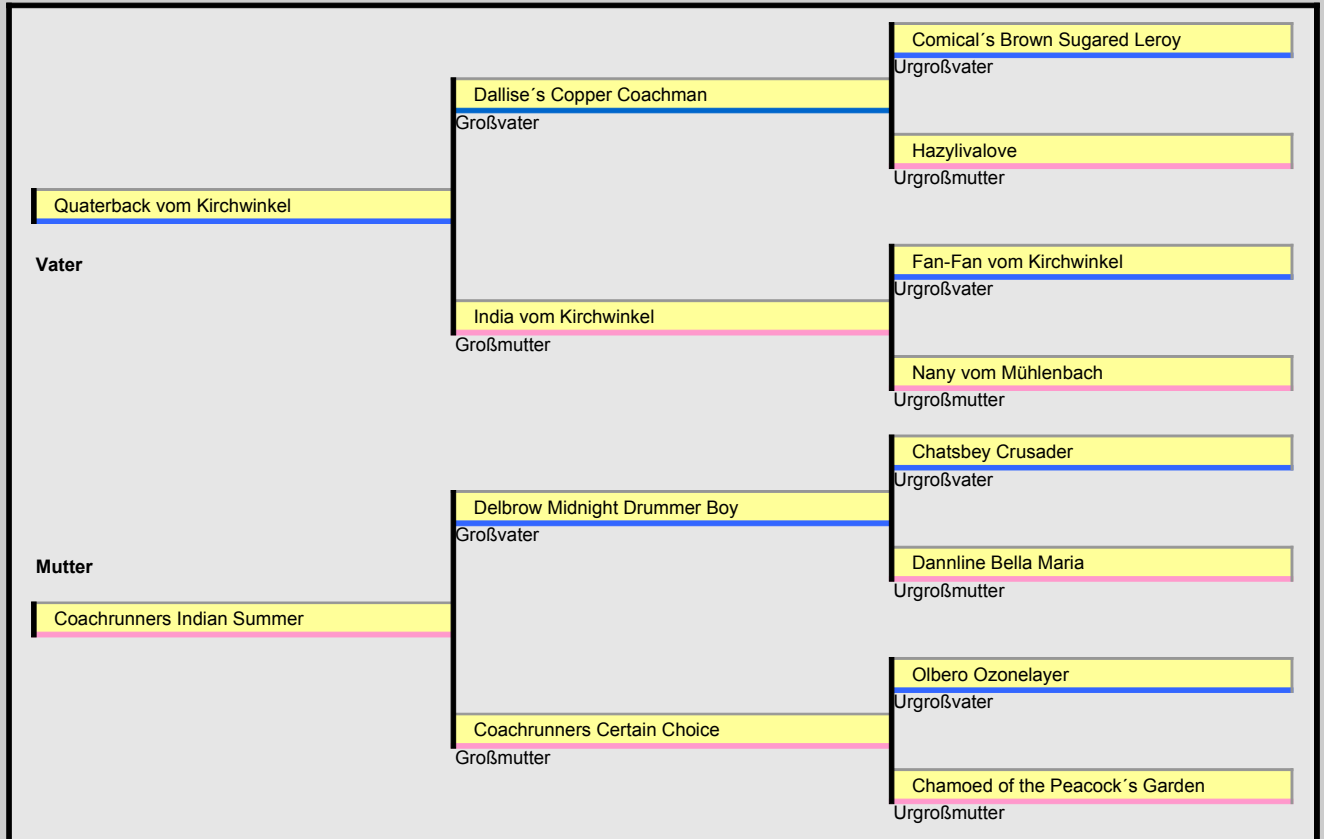 Comical´s Brown Sugared Leroy
Urgroßvater
Dallise´s Copper Coachman
Großvater
Hazylivalove
Urgroßmutter
Quaterback vom Kirchwinkel
Vater
Fan-Fan vom Kirchwinkel
Urgroßvater
India vom Kirchwinkel
Großmutter
Nany vom Mühlenbach
Urgroßmutter
Chatsbey Crusader
Urgroßvater
Delbrow Midnight Drummer Boy
Großvater
Mutter
Dannline Bella Maria
Urgroßmutter
Coachrunners Indian Summer
Olbero Ozonelayer
Urgroßvater
Coachrunners Certain Choice
Großmutter
Chamoed of the Peacock´s Garden
Urgroßmutter